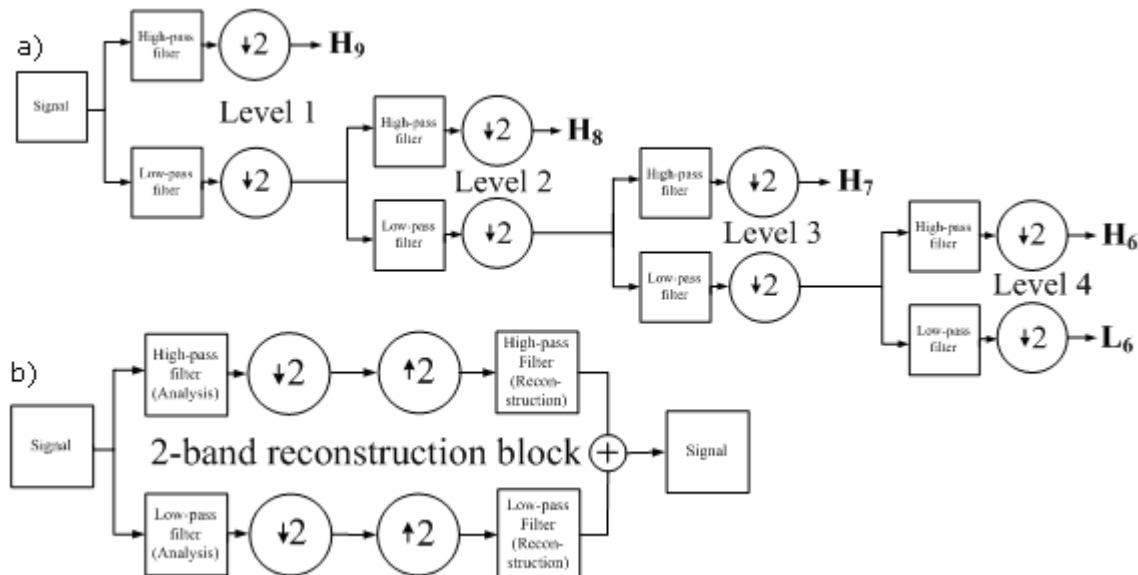 a)
Signal
High-pass
filter
↓2
H₉
Level 1
Low-pass
filter
↓2
High-pass
filter
↓2
H₈
Level 2
Low-pass
filter
↓2
High-pass
filter
↓2
H₇
Level 3
Low-pass
filter
↓2
High-pass
filter
↓2
H₆
Level 4
Low-pass
filter
↓2
L₆
b)
Signal
High-pass
filter
(Analysis)
↓2
↑2
High-pass
Filter
(Recon-
struction)
2-band reconstruction block
+
Signal
Low-pass
filter
(Analysis)
↓2
↑2
Low-pass
Filter
(Recon-
struction)